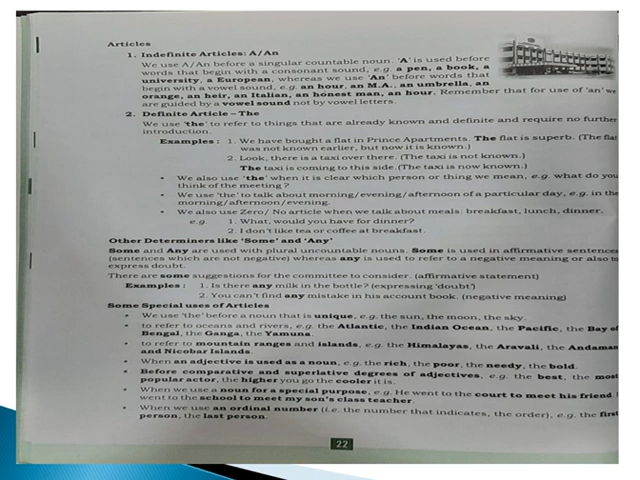 Articles
1. Indefinite Articles: A/An
We use A/An before a singular countable noun. 'A' is used before
words that begin with a consonant sound, e.g. a pen, a book, a
university, a European, whereas we use 'An' before words that
begin with a vowel sound, e.g. an hour, an M.A., an umbrella, an
orange, an heir, an Italian, an honest man, an hour. Remember that for use of 'an' we
are guided by a vowel sound not by vowel letters.
2. Definite Article – The
We use 'the' to refer to things that are already known and definite and require no further
introduction.
Examples : 1. We have bought a flat in Prince Apartments. The flat is superb. (The flat
was not known earlier, but now it is known.)
2. Look, there is a taxi over there. (The taxi is not known.)
The taxi is coming to this side. (The taxi is now known.)
• We also use 'the' when it is clear which person or thing we mean, e.g. what do you
think of the meeting ?
• We use 'the' to talk about morning/evening/afternoon of a particular day, e.g. in the
morning/afternoon/evening.
• We also use Zero/ No article when we talk about meals: breakfast, lunch, dinner.
e.g. 1. What, would you have for dinner?
2. I don't like tea or coffee at breakfast.
Other Determiners like 'Some' and 'Any'
Some and Any are used with plural uncountable nouns. Some is used in affirmative sentences
(sentences which are not negative) whereas any is used to refer to a negative meaning or also to
express doubt.
There are some suggestions for the committee to consider. (affirmative statement)
Examples : 1. Is there any milk in the bottle? (expressing 'doubt')
2. You can't find any mistake in his account book. (negative meaning)
Some Special uses of Articles
• We use 'the' before a noun that is unique, e.g. the sun, the moon, the sky.
• to refer to oceans and rivers, e.g. the Atlantic, the Indian Ocean, the Pacific, the Bay of
Bengal, the Ganga, the Yamuna.
• to refer to mountain ranges and islands, e.g. the Himalayas, the Aravali, the Andaman
and Nicobar Islands.
• When an adjective is used as a noun, e.g. the rich, the poor, the needy, the bold.
• Before comparative and superlative degrees of adjectives, e.g. the best, the most
popular actor, the higher you go the cooler it is.
• When we use a noun for a special purpose, e.g. He went to the court to meet his friend.
went to the school to meet my son's class teacher.
• When we use an ordinal number (i.e. the number that indicates, the order), e.g. the first
person, the last person.
22